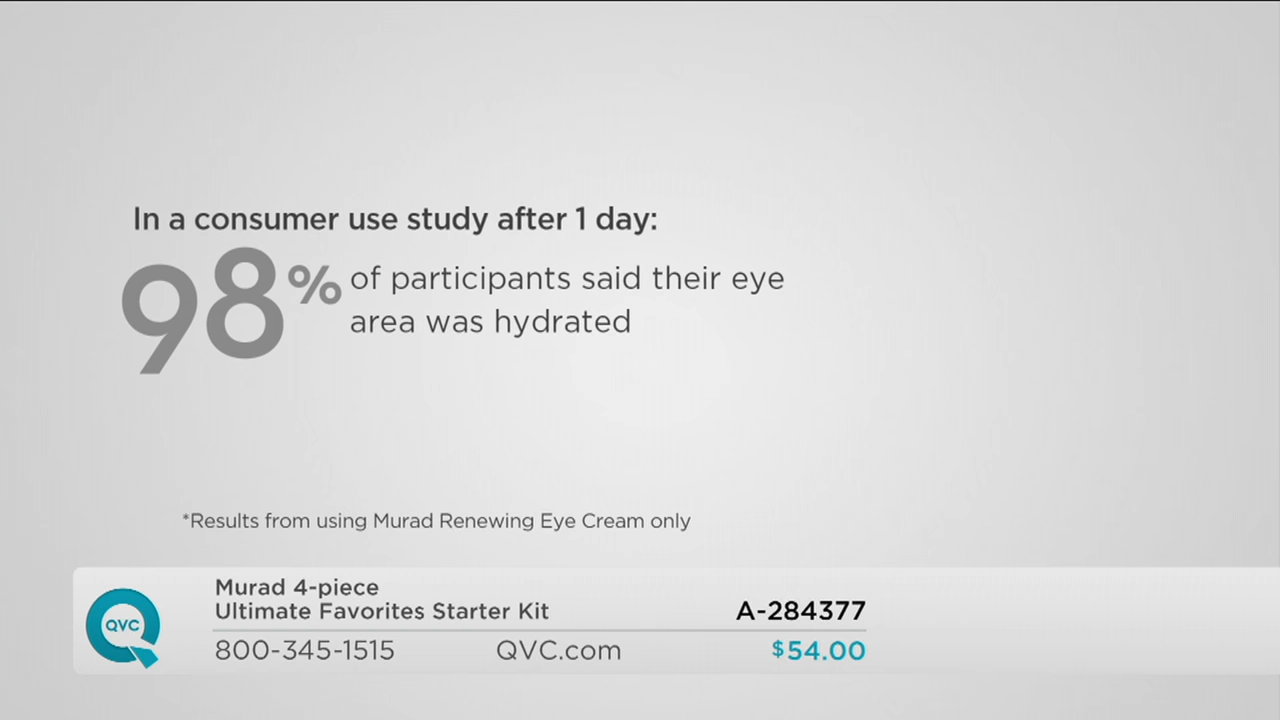 In a consumer use study after 1 day:
98% of participants said their eye
area was hydrated
*Results from using Murad Renewing Eye Cream only
QVC
Murad 4-piece
Ultimate Favorites Starter Kit A-284377
800-345-1515 QVC.com $54.00